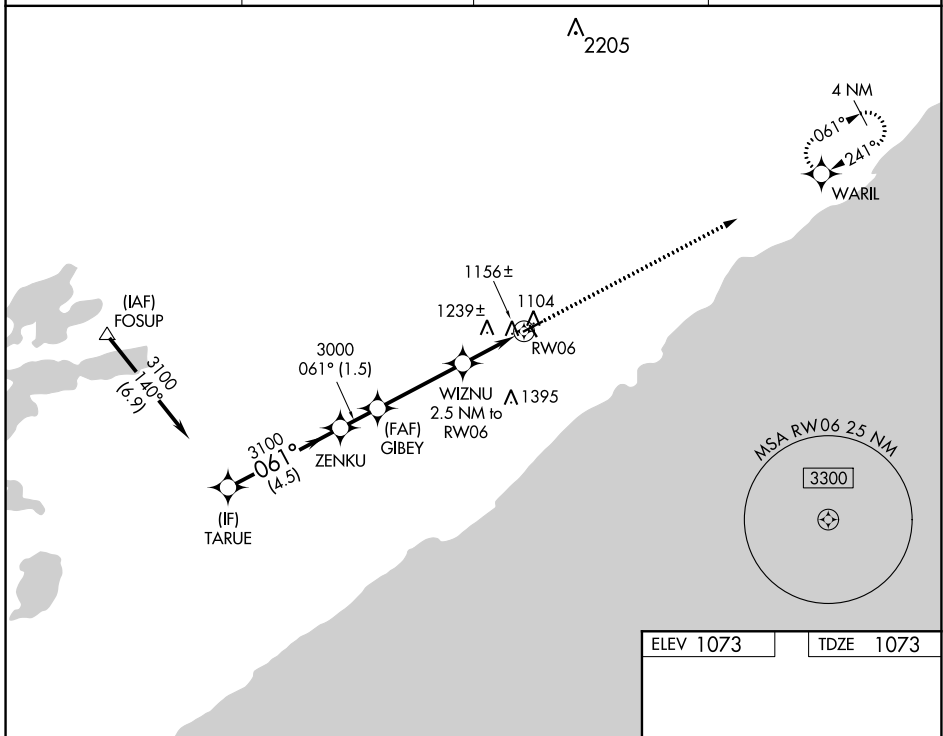 2205
4 NM
061°
241°
WARIL
1156±
1104
1239±
RW06
(IAF)
FOSUP
3100
140°
(6.9)
3000
061° (1.5)
WIZNU
2.5 NM to
RW06
1395
(FAF)
GIBEY
ZENKU
3100
061°
(4.5)
(IF)
TARUE
MSA RW06 25 NM
3300
ELEV 1073
TDZE 1073